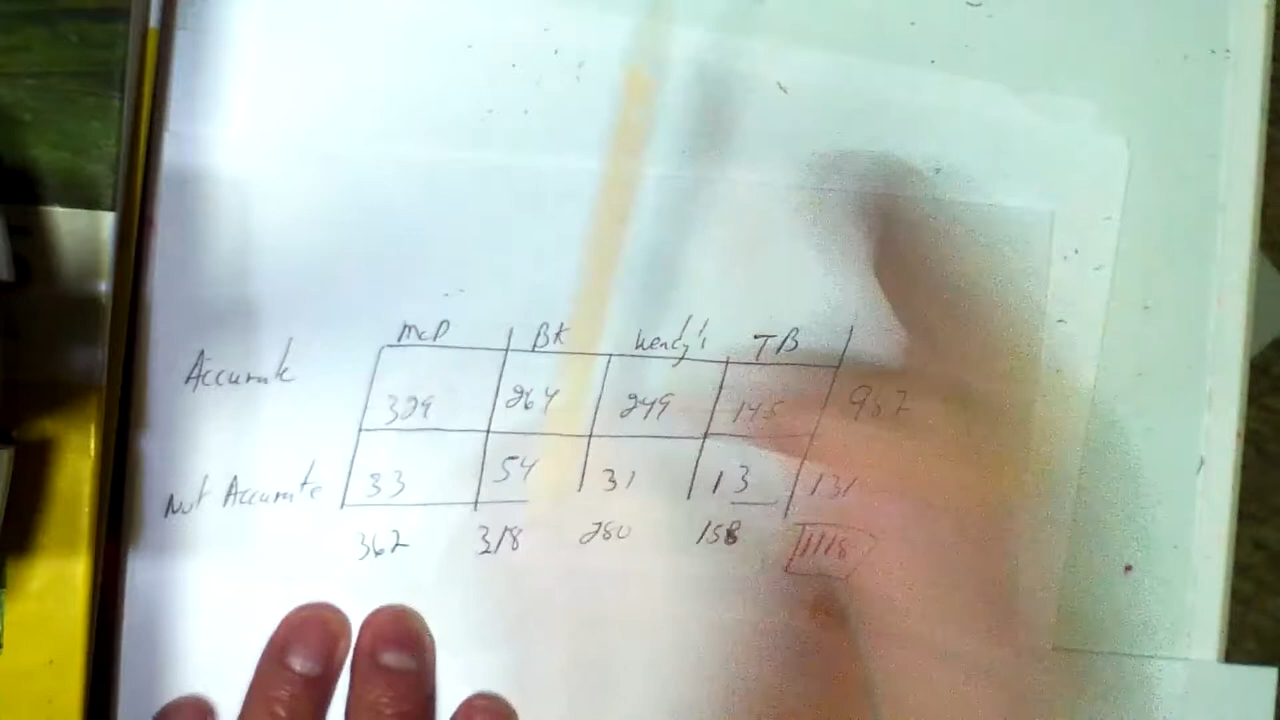 McD BK Wendy's TB
Accurate 329 264 249 145 987
Not Accurate 33 54 31 13 131
362 318 280 158 1118